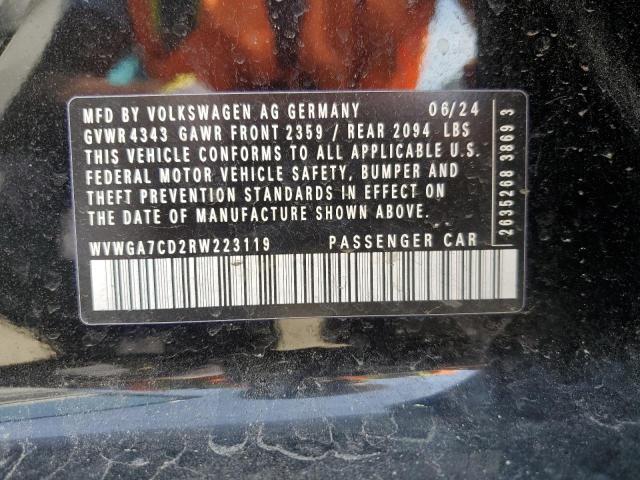 MFD BY VOLKSWAGEN AG GERMANY 06/24
GVWR 4343 GAWR FRONT 2359 / REAR 2094 LBS
THIS VEHICLE CONFORMS TO ALL APPLICABLE U.S.
FEDERAL MOTOR VEHICLE SAFETY, BUMPER AND
THEFT PREVENTION STANDARDS IN EFFECT ON
THE DATE OF MANUFACTURE SHOWN ABOVE.
WVWGA7CD2RW223119 PASSENGER CAR
2635268 3869 3